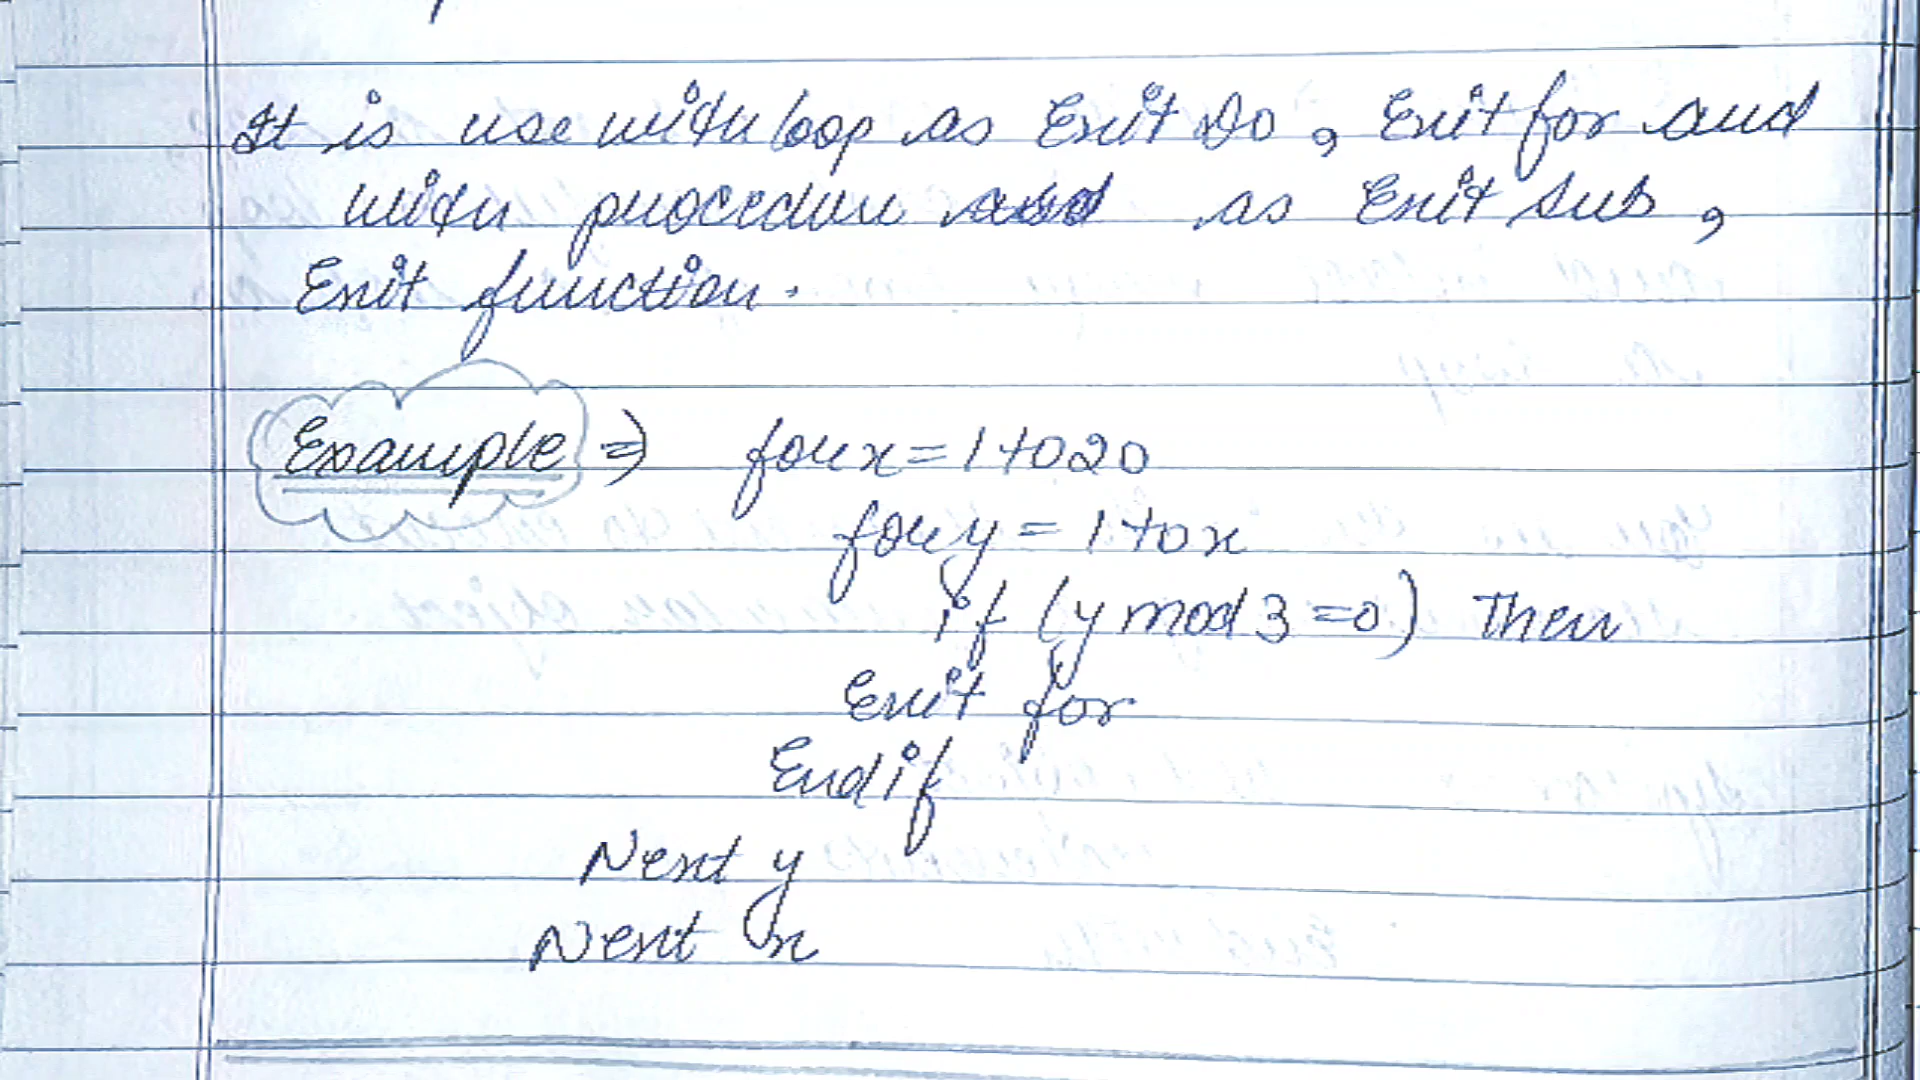 It is use with loop as Exit Do, Exit for and
with procedure as Exit Sub,
Exit function.
Example ⇒ for x = 1 to 20
for y = 1 to x
if (y mod 3 = 0) Then
Exit for
End if
Next y
Next x